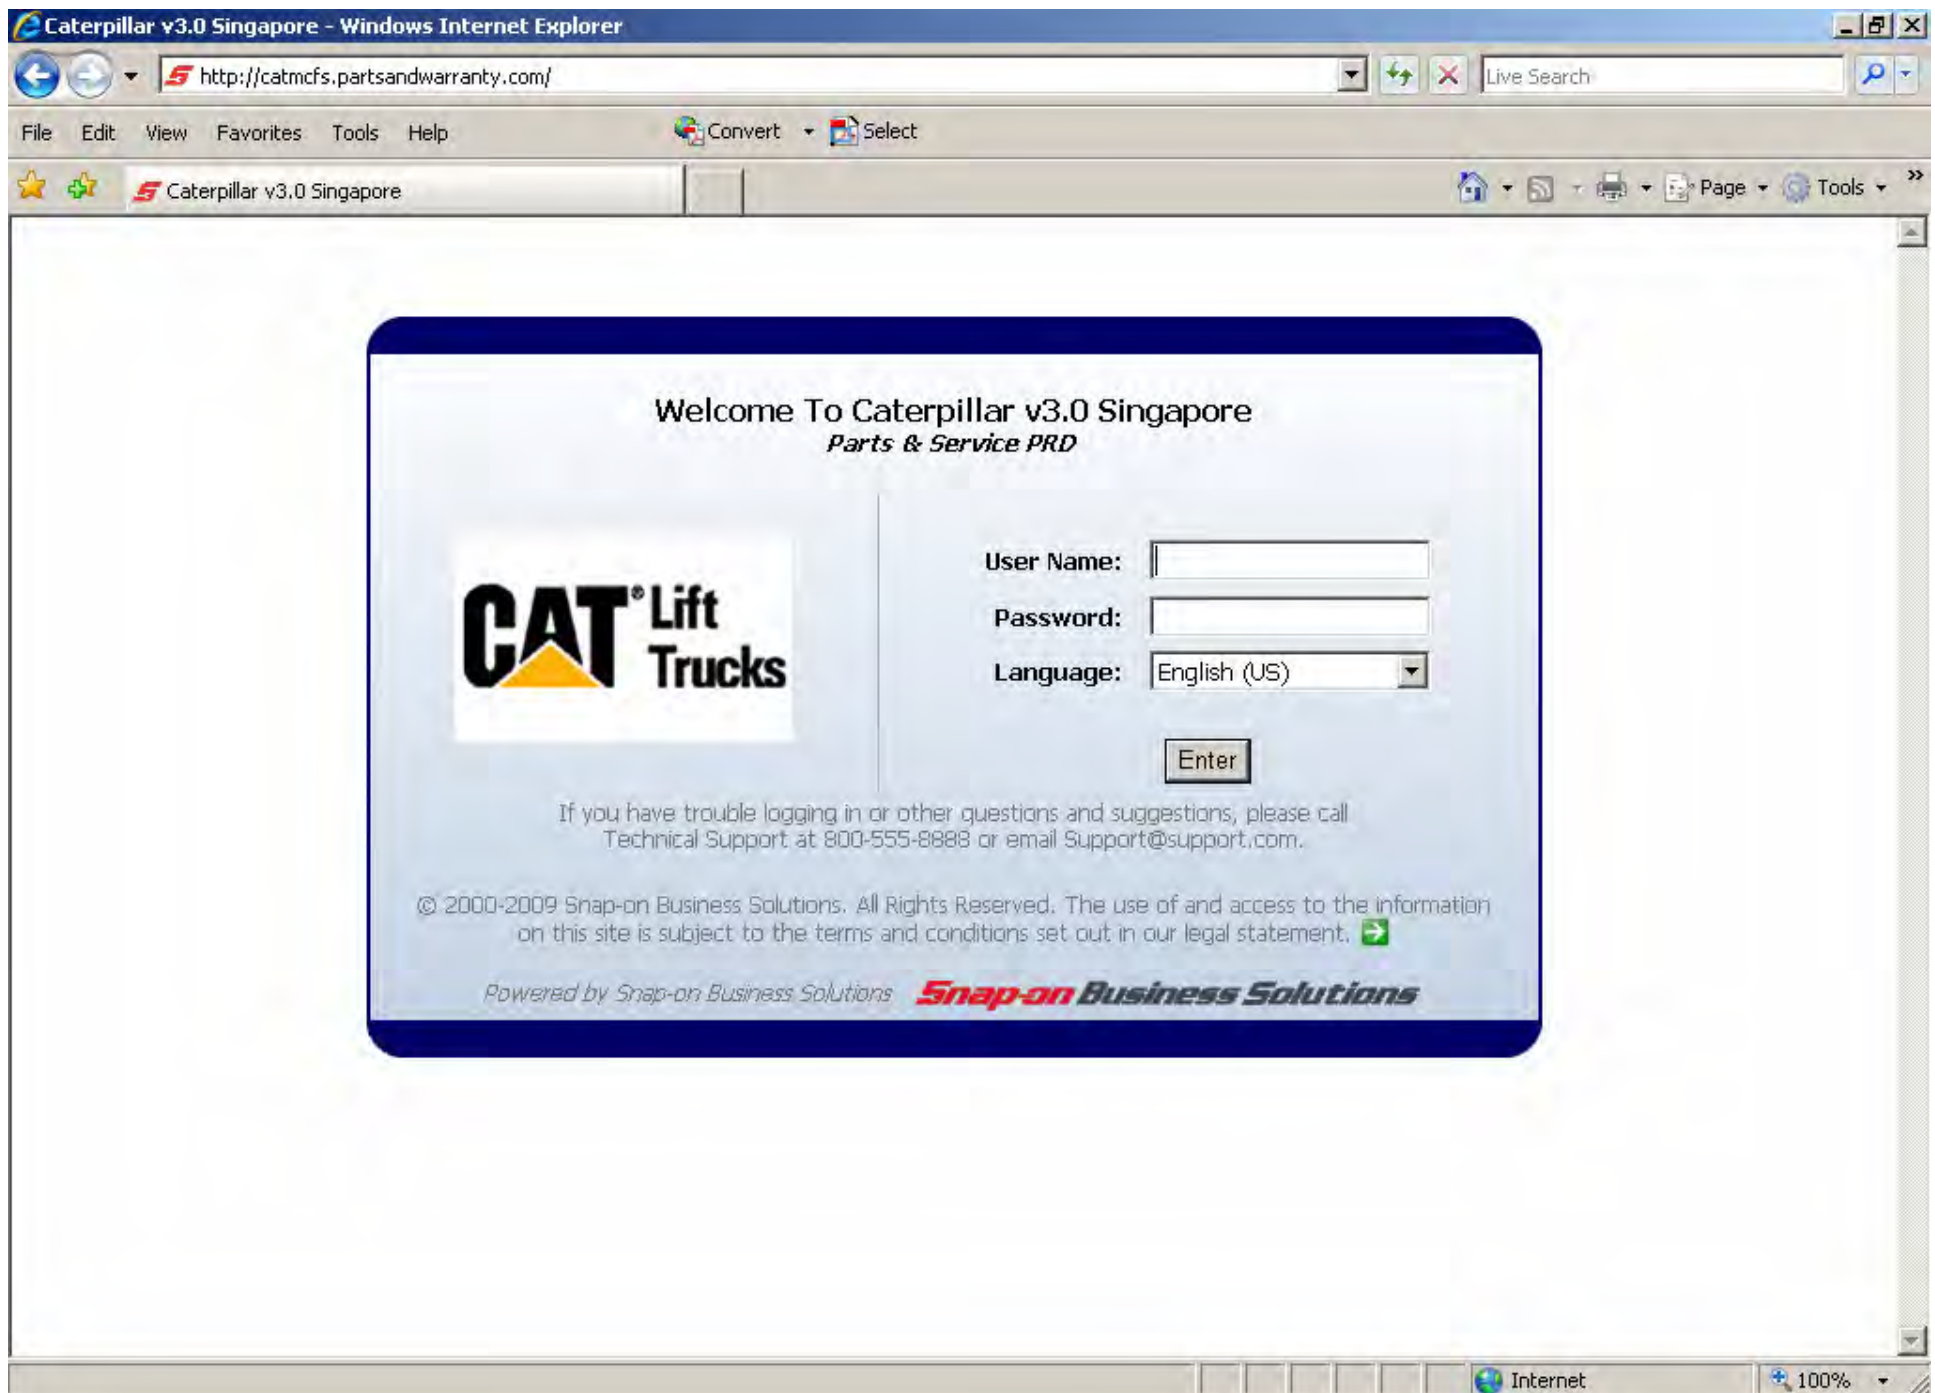 Caterpillar v3.0 Singapore - Windows Internet Explorer
http://catmcfs.partsandwarranty.com/
Live Search
File Edit View Favorites Tools Help
Convert Select
Caterpillar v3.0 Singapore
Page Tools
Welcome To Caterpillar v3.0 Singapore
Parts & Service PRD
CAT® Lift
Trucks
User Name:
Password:
Language: English (US)
Enter
If you have trouble logging in or other questions and suggestions, please call
Technical Support at 800-555-8888 or email Support@support.com.
© 2000-2009 Snap-on Business Solutions. All Rights Reserved. The use of and access to the information
on this site is subject to the terms and conditions set out in our legal statement.
Powered by Snap-on Business Solutions Snap-on Business Solutions
Internet 100%